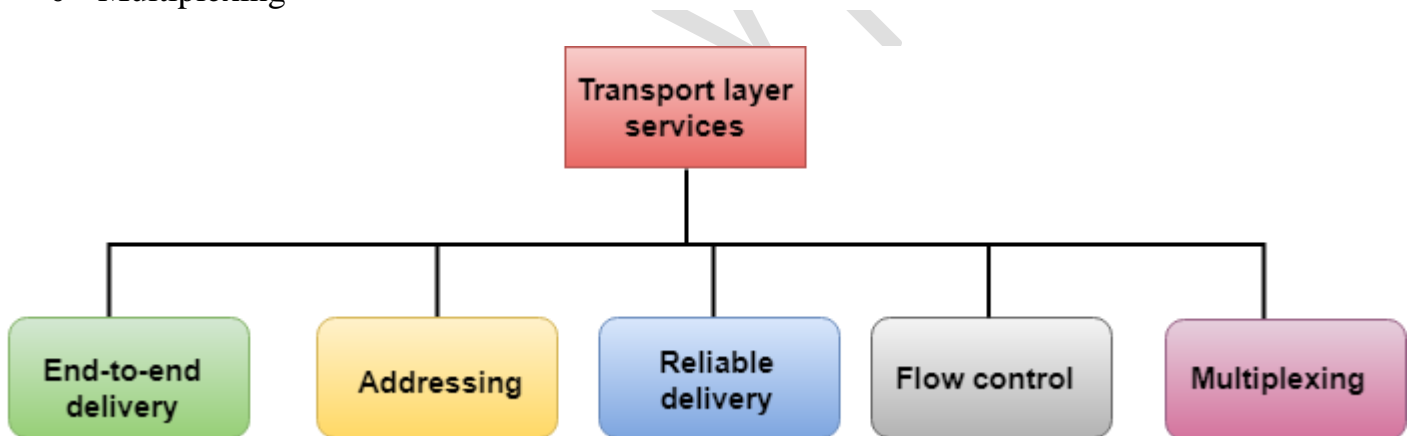 Multiplexing
Transport layer
services
End-to-end
delivery
Addressing
Reliable
delivery
Flow control
Multiplexing